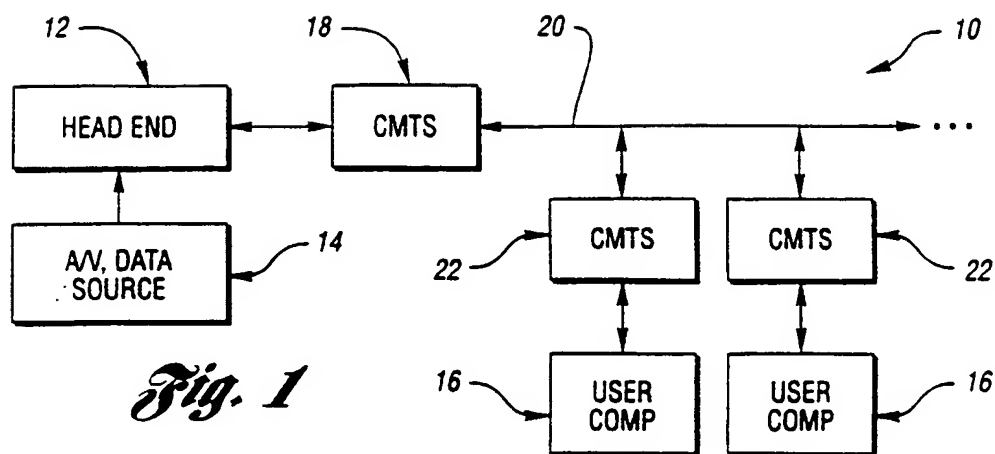 12
18
20
10
HEAD END
CMTS
...
A/V, DATA
SOURCE
14
22
CMTS
CMTS
22
Fig. 1
16
USER
COMP
USER
COMP
16